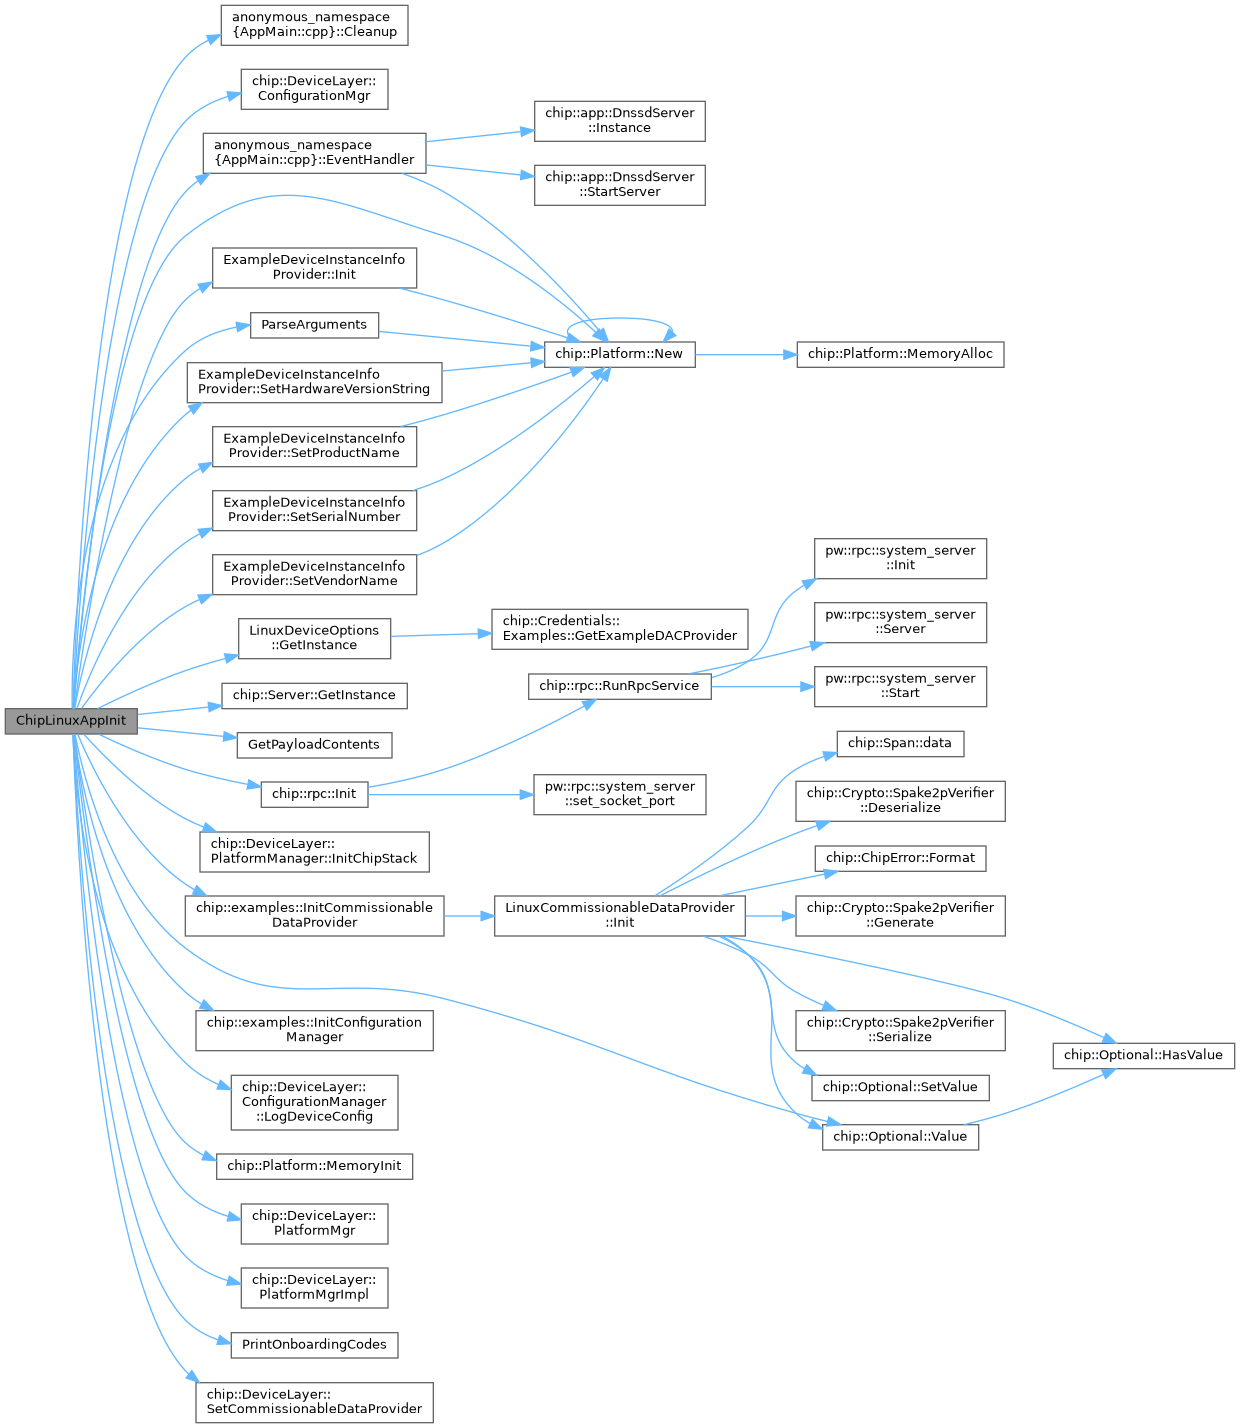 anonymous_namespace
{AppMain::cpp}::Cleanup
chip::DeviceLayer::
ConfigurationMgr
anonymous_namespace
{AppMain::cpp}::EventHandler
chip::app::DnssdServer
::Instance
chip::app::DnssdServer
::StartServer
ExampleDeviceInstanceInfo
Provider::Init
ParseArguments
chip::Platform::New
chip::Platform::MemoryAlloc
ExampleDeviceInstanceInfo
Provider::SetHardwareVersionString
ExampleDeviceInstanceInfo
Provider::SetProductName
ExampleDeviceInstanceInfo
Provider::SetSerialNumber
ExampleDeviceInstanceInfo
Provider::SetVendorName
pw::rpc::system_server
::Init
LinuxDeviceOptions
::GetInstance
chip::Credentials::
Examples::GetExampleDACProvider
pw::rpc::system_server
::Server
chip::rpc::RunRpcService
pw::rpc::system_server
::Start
chip::Server::GetInstance
ChipLinuxAppInit
GetPayloadContents
chip::Span::data
chip::rpc::Init
pw::rpc::system_server
::set_socket_port
chip::Crypto::Spake2pVerifier
::Deserialize
chip::DeviceLayer::
PlatformManager::InitChipStack
chip::ChipError::Format
chip::examples::InitCommissionable
DataProvider
LinuxCommissionableDataProvider
::Init
chip::Crypto::Spake2pVerifier
::Generate
chip::examples::InitConfiguration
Manager
chip::Crypto::Spake2pVerifier
::Serialize
chip::Optional::HasValue
chip::DeviceLayer::
ConfigurationManager
::LogDeviceConfig
chip::Optional::SetValue
chip::Optional::Value
chip::Platform::MemoryInit
chip::DeviceLayer::
PlatformMgr
chip::DeviceLayer::
PlatformMgrImpl
PrintOnboardingCodes
chip::DeviceLayer::
SetCommissionableDataProvider